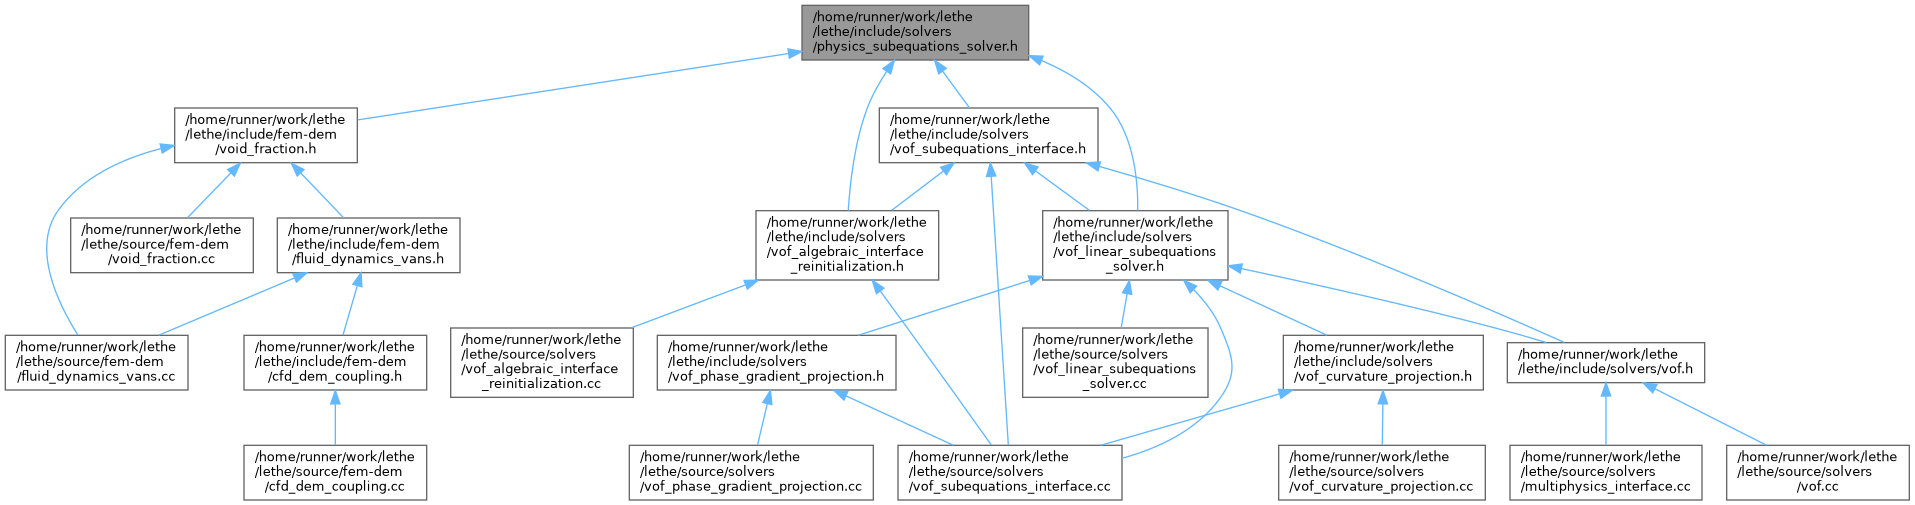 /home/runner/work/lethe
/lethe/include/solvers
/physics_subequations_solver.h
/home/runner/work/lethe
/lethe/include/fem-dem
/void_fraction.h
/home/runner/work/lethe
/lethe/include/solvers
/vof_subequations_interface.h
/home/runner/work/lethe
/lethe/source/fem-dem
/void_fraction.cc
/home/runner/work/lethe
/lethe/include/fem-dem
/fluid_dynamics_vans.h
/home/runner/work/lethe
/lethe/include/solvers
/vof_algebraic_interface
_reinitialization.h
/home/runner/work/lethe
/lethe/include/solvers
/vof_linear_subequations
_solver.h
/home/runner/work/lethe
/lethe/source/fem-dem
/fluid_dynamics_vans.cc
/home/runner/work/lethe
/lethe/include/fem-dem
/cfd_dem_coupling.h
/home/runner/work/lethe
/lethe/source/solvers
/vof_algebraic_interface
_reinitialization.cc
/home/runner/work/lethe
/lethe/include/solvers
/vof_phase_gradient_projection.h
/home/runner/work/lethe
/lethe/source/solvers
/vof_linear_subequations
_solver.cc
/home/runner/work/lethe
/lethe/include/solvers
/vof_curvature_projection.h
/home/runner/work/lethe
/lethe/include/solvers/vof.h
/home/runner/work/lethe
/lethe/source/fem-dem
/cfd_dem_coupling.cc
/home/runner/work/lethe
/lethe/source/solvers
/vof_phase_gradient_projection.cc
/home/runner/work/lethe
/lethe/source/solvers
/vof_subequations_interface.cc
/home/runner/work/lethe
/lethe/source/solvers
/vof_curvature_projection.cc
/home/runner/work/lethe
/lethe/source/solvers
/multiphysics_interface.cc
/home/runner/work/lethe
/lethe/source/solvers
/vof.cc